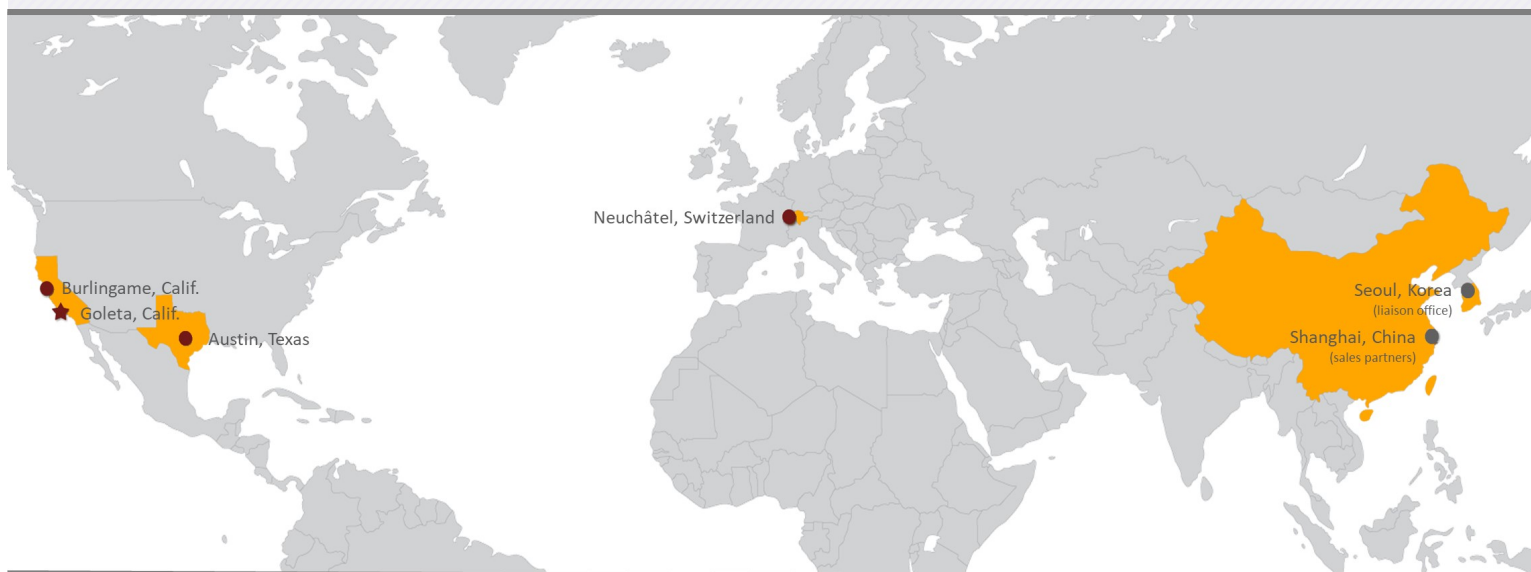 Neuchâtel, Switzerland
Burlingame, Calif.
Goleta, Calif.
Austin, Texas
Seoul, Korea
(liaison office)
Shanghai, China
(sales partners)